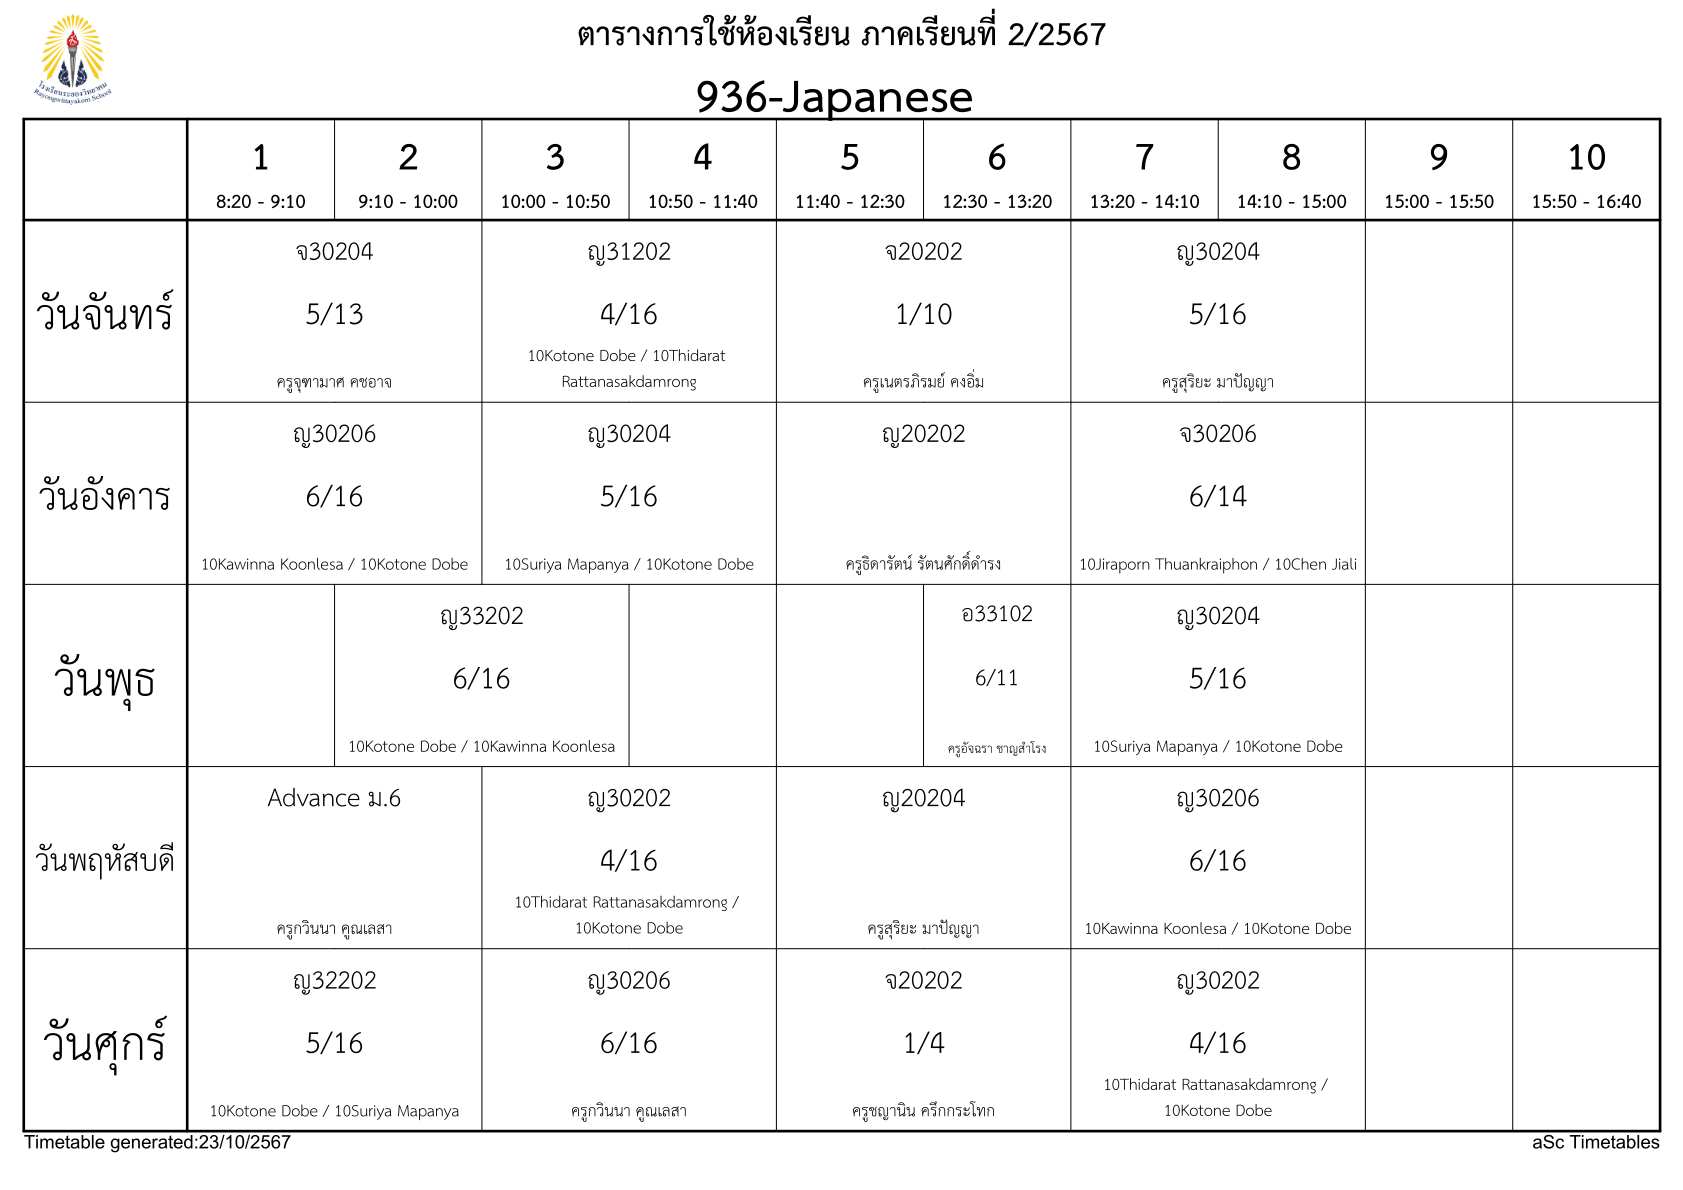 ตารางการใช้ห้องเรียน ภาคเรียนที่ 2/2567
936-Japanese
โรงเรียนระยองวิทยาคม
Rayongwittayakom School
1 2 3 4 5 6 7 8 9 10
8:20 - 9:10 9:10 - 10:00 10:00 - 10:50 10:50 - 11:40 11:40 - 12:30 12:30 - 13:20 13:20 - 14:10 14:10 - 15:00 15:00 - 15:50 15:50 - 16:40
วันจันทร์
จ30204
5/13
ครูจุฑามาศ คชอาจ
ญ31202
4/16
10Kotone Dobe / 10Thidarat
Rattanasakdamrong
จ20202
1/10
ครูเนตรภิรมย์ คงอิ่ม
ญ30204
5/16
ครูสุริยะ มาปัญญา
วันอังคาร
ญ30206
6/16
10Kawinna Koonlesa / 10Kotone Dobe
ญ30204
5/16
10Suriya Mapanya / 10Kotone Dobe
ญ20202
ครูธิดารัตน์ รัตนศักดิ์ดำรง
จ30206
6/14
10Jiraporn Thuankraiphon / 10Chen Jiali
วันพุธ
ญ33202
6/16
10Kotone Dobe / 10Kawinna Koonlesa
อ33102
6/11
ครูอัจฉรา ชาญสำโรง
ญ30204
5/16
10Suriya Mapanya / 10Kotone Dobe
วันพฤหัสบดี
Advance ม.6
ครูกวินนา คูณเลสา
ญ30202
4/16
10Thidarat Rattanasakdamrong /
10Kotone Dobe
ญ20204
ครูสุริยะ มาปัญญา
ญ30206
6/16
10Kawinna Koonlesa / 10Kotone Dobe
วันศุกร์
ญ32202
5/16
10Kotone Dobe / 10Suriya Mapanya
ญ30206
6/16
ครูกวินนา คูณเลสา
จ20202
1/4
ครูชญานิน ครึกกระโทก
ญ30202
4/16
10Thidarat Rattanasakdamrong /
10Kotone Dobe
Timetable generated:23/10/2567
aSc Timetables